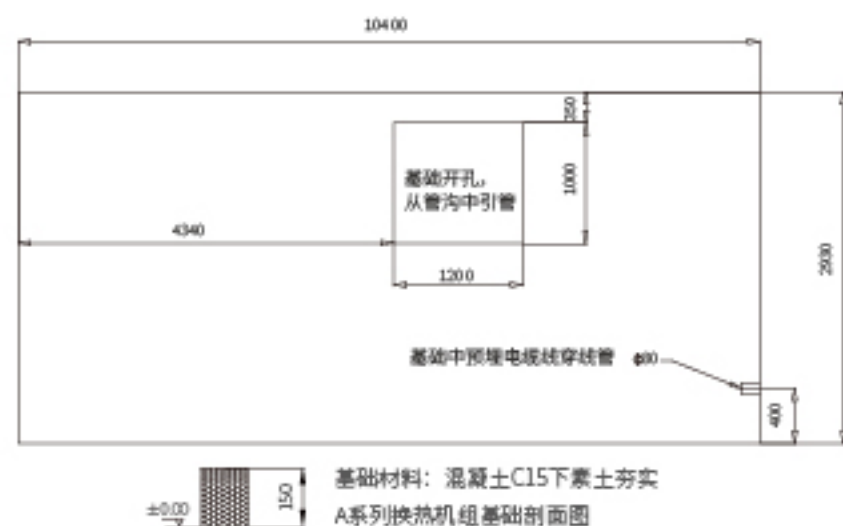 10400
350
1000
基础开孔,
从管沟中引管
4340
1200
2930
基础中预埋电缆线穿线管 ϕ80
400
150
±0.00
基础材料：混凝土C15下素土夯实
A系列换热机组基础剖面图